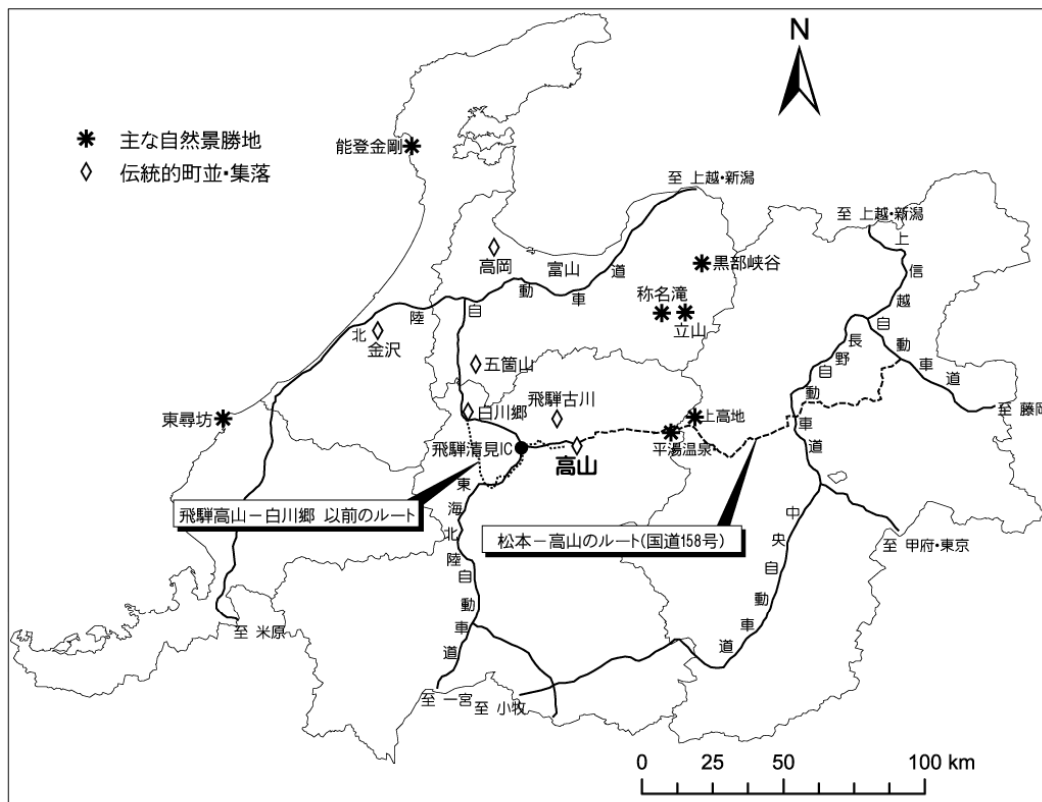 N
主な自然景勝地
伝統的町並・集落
能登金剛
至 上越・新潟
至 上越・新潟
高岡
富山
黒部峡谷
称名滝
立山
北陸自動車道
金沢
五箇山
上信越自動車道
長野自動車道
至 藤岡
白川郷
飛騨古川
上高地
東尋坊
飛騨清見IC
高山
平湯温泉
飛騨高山－白川郷 以前のルート
松本－高山のルート(国道158号)
東海北陸自動車道
中央自動車道
至 甲府・東京
至 米原
至 一宮
至 小牧
0 25 50 100 km